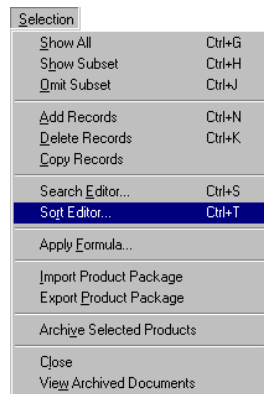 Selection
Show All Ctrl+G
Show Subset Ctrl+H
Omit Subset Ctrl+J
Add Records Ctrl+N
Delete Records Ctrl+K
Copy Records
Search Editor... Ctrl+S
Sort Editor... Ctrl+T
Apply Formula...
Import Product Package
Export Product Package
Archive Selected Products
Close
View Archived Documents